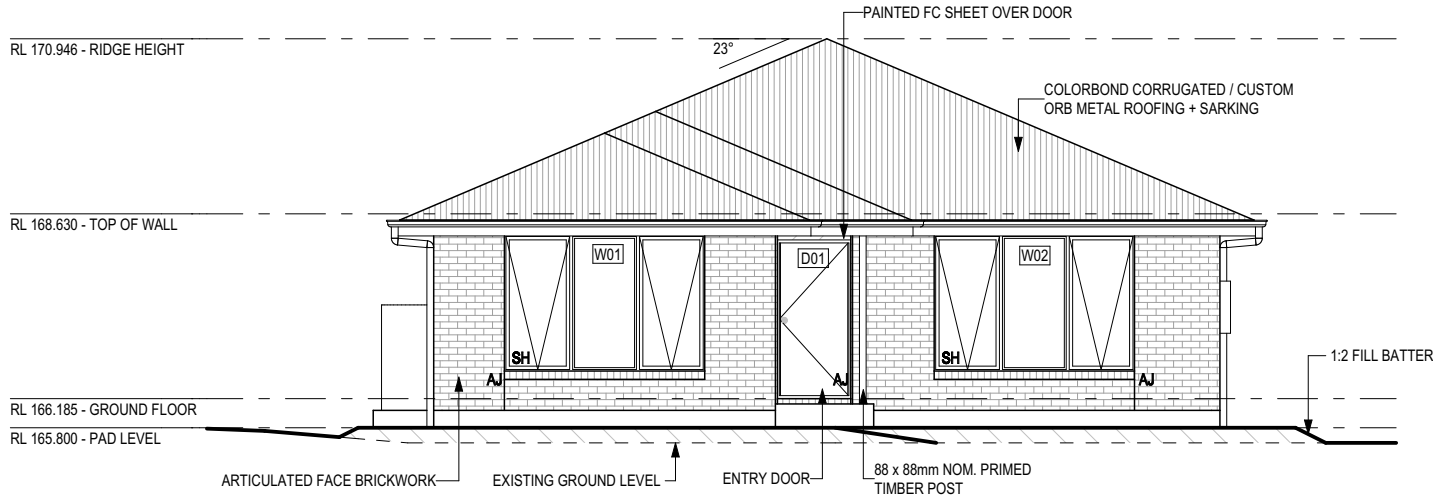 PAINTED FC SHEET OVER DOOR
RL 170.946 - RIDGE HEIGHT
23°
COLORBOND CORRUGATED / CUSTOM
ORB METAL ROOFING + SARKING
RL 168.630 - TOP OF WALL
W01
D01
W02
SH
SH
AJ
AJ
AJ
1:2 FILL BATTER
RL 166.185 - GROUND FLOOR
RL 165.800 - PAD LEVEL
ARTICULATED FACE BRICKWORK
EXISTING GROUND LEVEL
ENTRY DOOR
88 x 88mm NOM. PRIMED
TIMBER POST